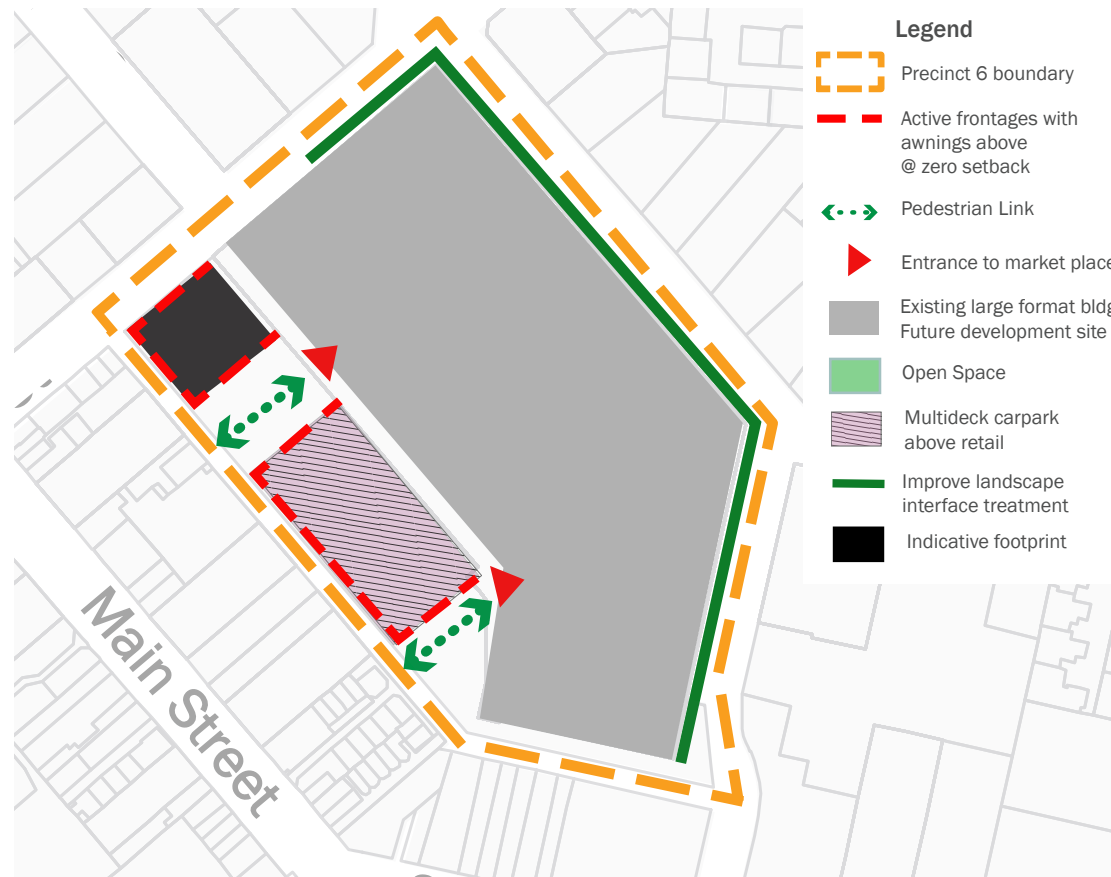 Legend
Precinct 6 boundary
Active frontages with
awnings above
@ zero setback
Pedestrian Link
Entrance to market place
Existing large format bldg
Future development site
Open Space
Multideck carpark
above retail
Improve landscape
interface treatment
Indicative footprint
Main Street